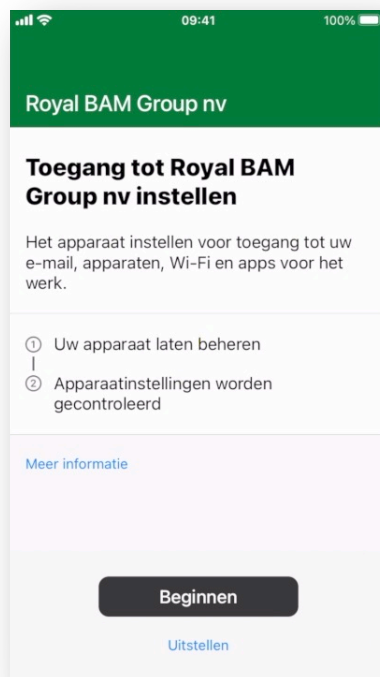 09:41
100%
Royal BAM Group nv
Toegang tot Royal BAM
Group nv instellen
Het apparaat instellen voor toegang tot uw
e-mail, apparaten, Wi-Fi en apps voor het
werk.
1 Uw apparaat laten beheren
2 Apparaatinstellingen worden
gecontroleerd
Meer informatie
Beginnen
Uitstellen